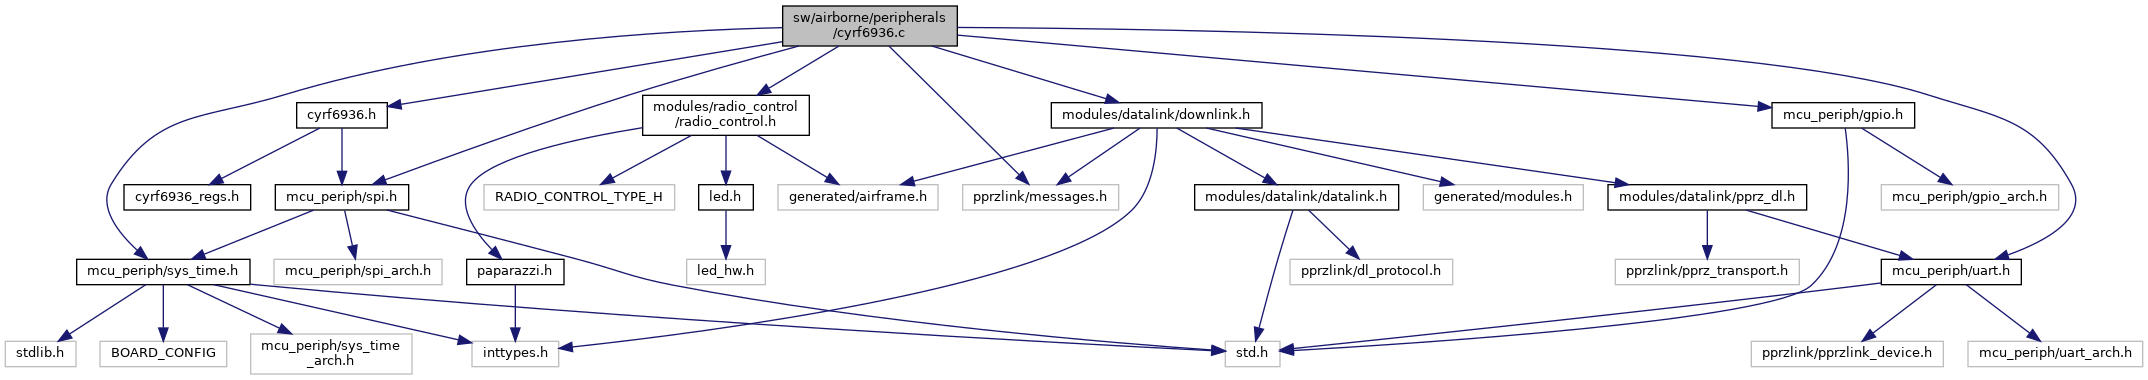 sw/airborne/peripherals
/cyrf6936.c
cyrf6936.h
modules/radio_control
/radio_control.h
modules/datalink/downlink.h
mcu_periph/gpio.h
cyrf6936_regs.h
mcu_periph/spi.h
RADIO_CONTROL_TYPE_H
led.h
generated/airframe.h
pprzlink/messages.h
modules/datalink/datalink.h
generated/modules.h
modules/datalink/pprz_dl.h
mcu_periph/gpio_arch.h
mcu_periph/sys_time.h
mcu_periph/spi_arch.h
paparazzi.h
led_hw.h
pprzlink/dl_protocol.h
pprzlink/pprz_transport.h
mcu_periph/uart.h
stdlib.h
BOARD_CONFIG
mcu_periph/sys_time
_arch.h
inttypes.h
std.h
pprzlink/pprzlink_device.h
mcu_periph/uart_arch.h